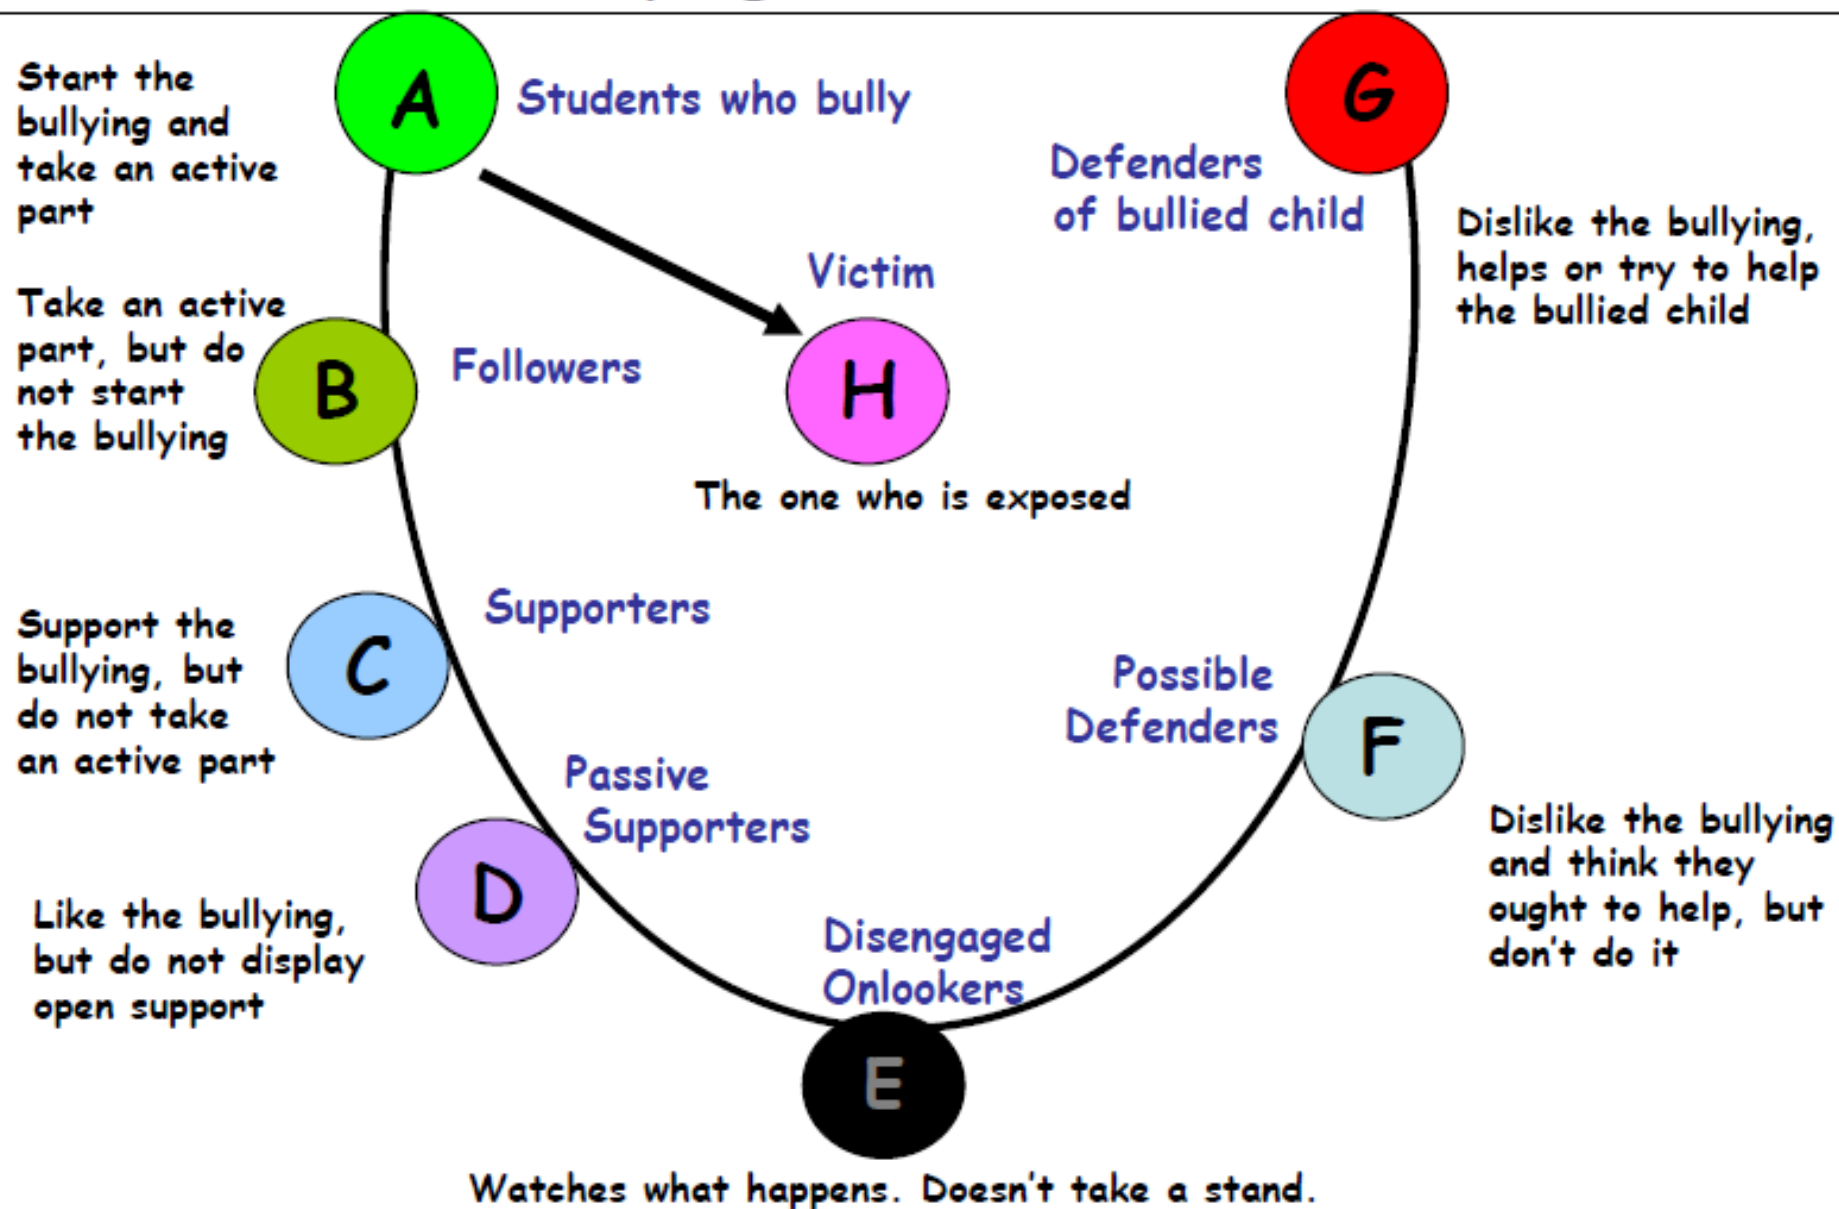 Start the
bullying and
take an active
part
A
Students who bully
Take an active
part, but do
not start
the bullying
B
Followers
Support the
bullying, but
do not take
an active part
C
Supporters
Like the bullying,
but do not display
open support
D
Passive
Supporters
Disengaged
Onlookers
E
Watches what happens. Doesn't take a stand.
Possible
Defenders
F
Dislike the bullying
and think they
ought to help, but
don't do it
Defenders
of bullied child
G
Dislike the bullying,
helps or try to help
the bullied child
Victim
H
The one who is exposed